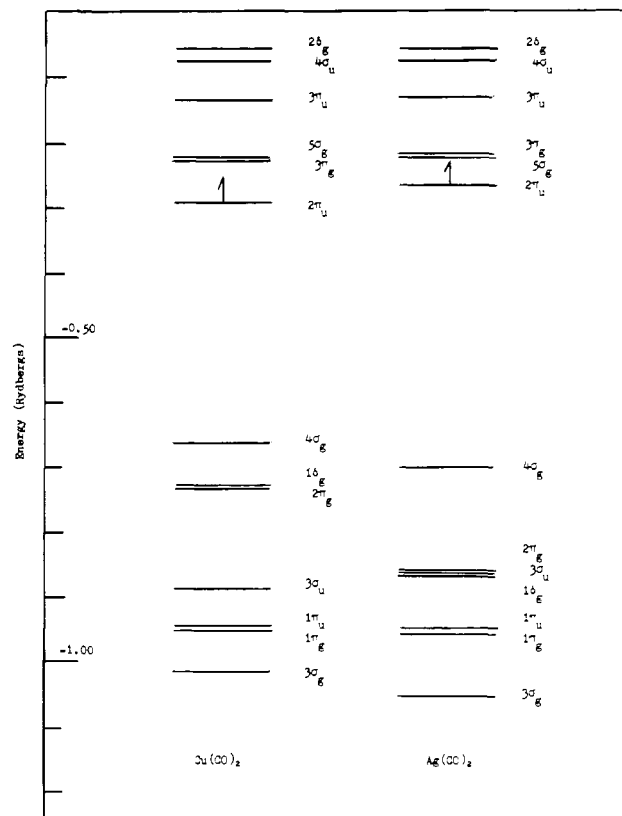 2δg 2δg
4σu 4σu
3πu 3πu
5σg 3πg
3πg 5σg
2πu 2πu
-0.50
Energy (Rydbergs)
4σg 4σg
1δg
2πg
2πg
3σu 3σu
1δg
1πu 1πu
1πg 1πg
-1.00
3σg 3σg
Cu(CO)₂ Ag(CO)₂